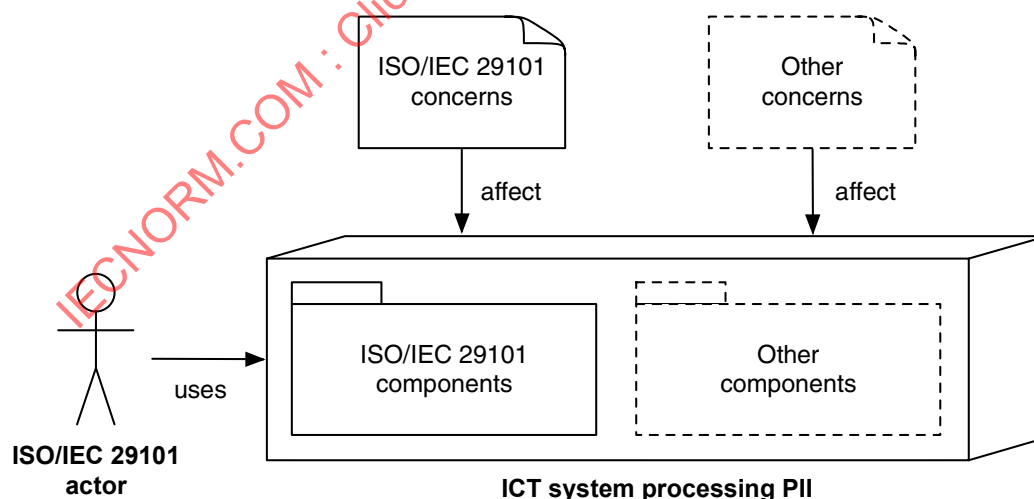 ISO/IEC 29101
concerns
Other
concerns
affect
affect
IECNORM.COM : Clic
ISO/IEC 29101
components
Other
components
uses
ISO/IEC 29101
actor
ICT system processing PII